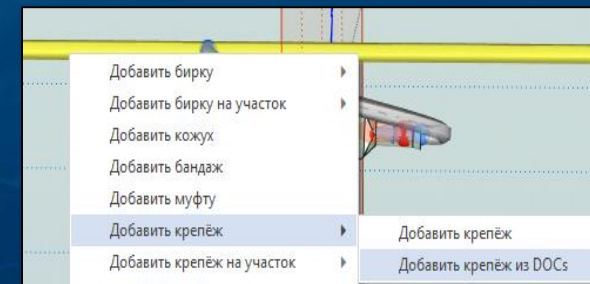 Добавить бирку
Добавить бирку на участок
Добавить кожух
Добавить бандаж
Добавить муфту
Добавить крепёж
Добавить крепёж на участок
Добавить крепёж
Добавить крепёж из DOCs